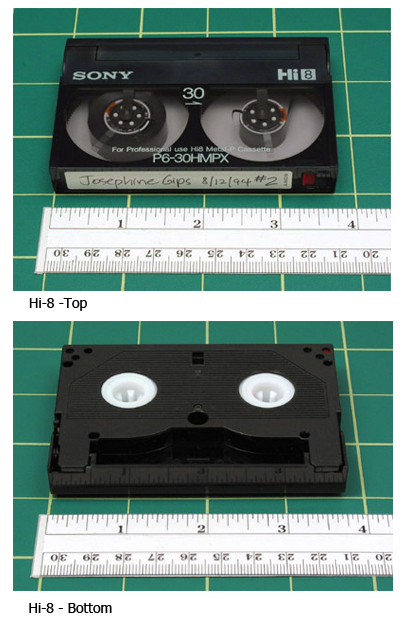 SONY
Hi8
30
For Professional use Hi8 Metal-P Cassette
P6-30HMPX
Josephine Gips 8/12/94 #2
SONY
1 2 3 4
30 29 28 27 26 25 24 23 22 21 20
Hi-8 -Top
1 2 3 4
30 29 28 27 26 25 24 23 22 21 20
Hi-8 - Bottom